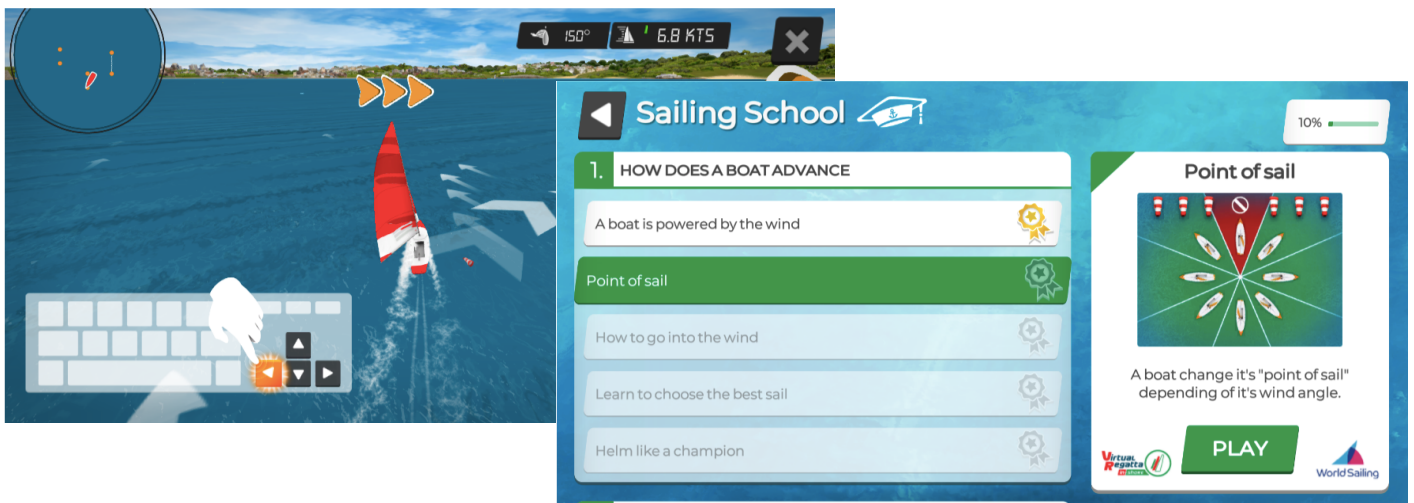 150°
6.8 KTS
Sailing School
10%
1. HOW DOES A BOAT ADVANCE
A boat is powered by the wind
Point of sail
How to go into the wind
Learn to choose the best sail
Helm like a champion
Point of sail
A boat change it's "point of sail"
depending of it's wind angle.
PLAY
Virtual
Regatta
INSHORE
World Sailing